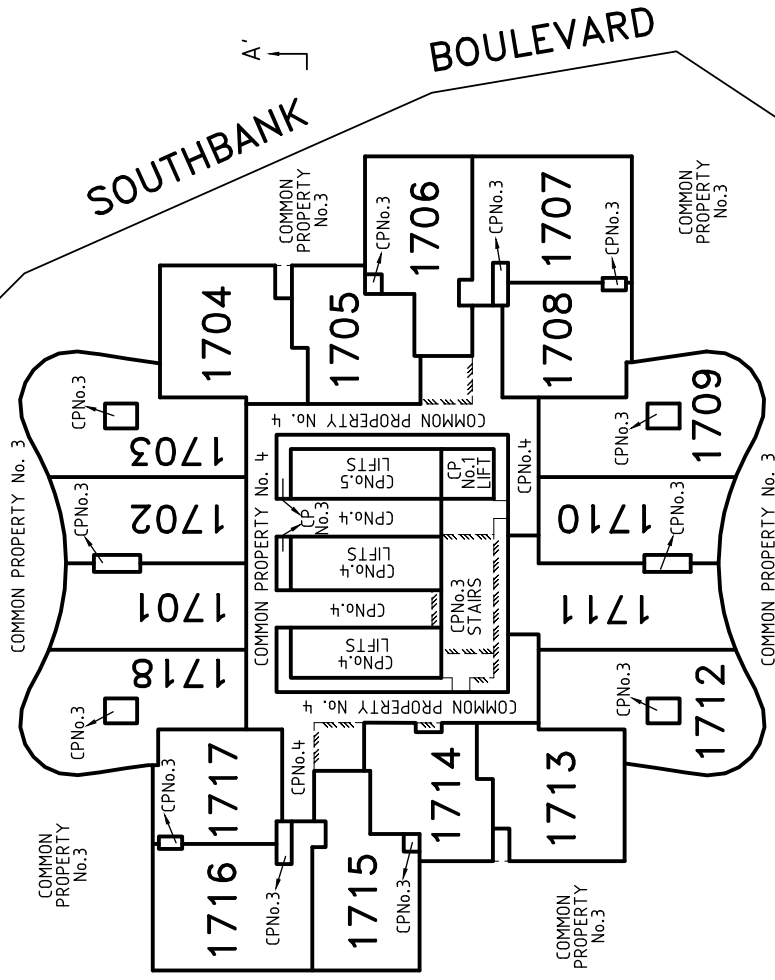 A'
BOULEVARD
SOUTHBANK
COMMON
PROPERTY
No.3
COMMON
PROPERTY
No.3
1706
CPNo.3
1707
CPNo.3
CPNo.3
1704
1705
1708
COMMON PROPERTY No. 3
CPNo.3
1703
COMMON PROPERTY No. 4
CPNo.3
1709
CPNo.3
1702
COMMON PROPERTY No. 4
CPNo.5
LIFTS
CP
No.1
LIFT
CPNo.4
CP
No.3
CPNo.4
1710
CPNo.3
CPNo.4
LIFTS
1701
CPNo.4
CPNo.3
STAIRS
1711
COMMON PROPERTY No. 3
CPNo.4
LIFTS
CPNo.3
1718
COMMON PROPERTY No. 4
CPNo.3
1712
CPNo.3
1717
CPNo.4
1714
1713
COMMON
PROPERTY
No.3
1716
CPNo.3
1715
CPNo.3
COMMON
PROPERTY
No.3